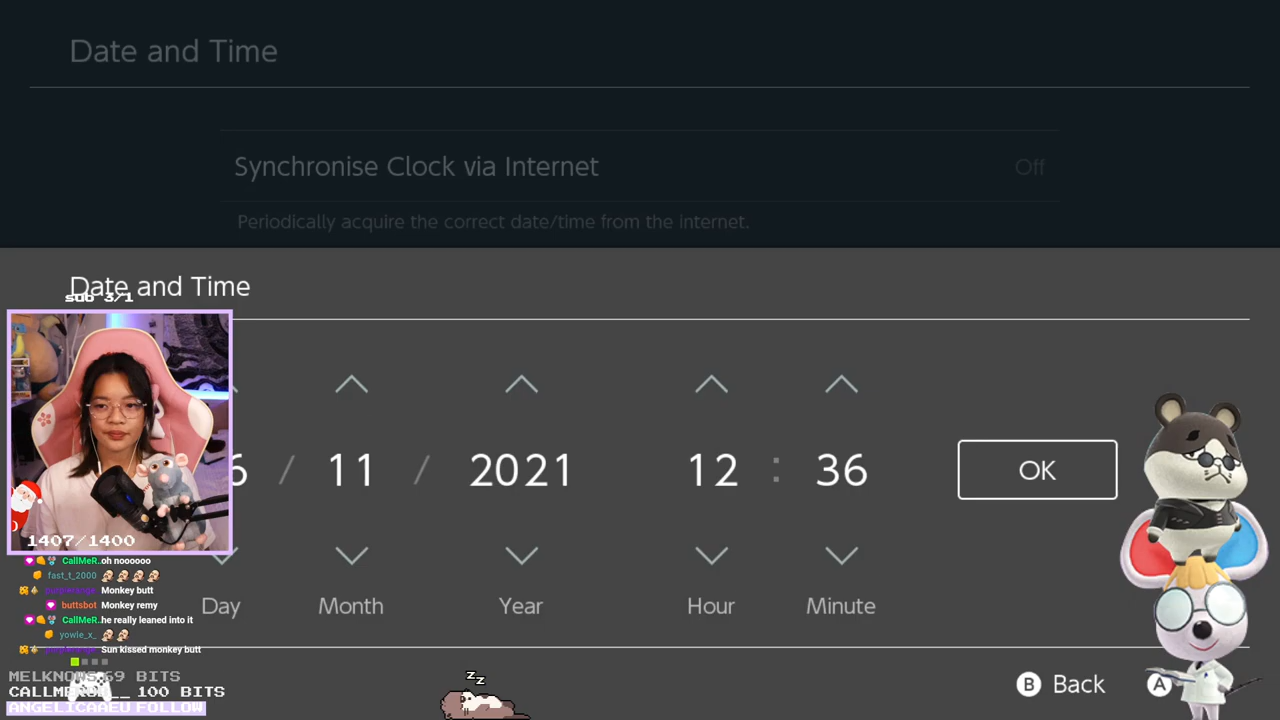 Date and Time
Synchronise Clock via Internet
Off
Periodically acquire the correct date/time from the internet.
Date and Time
sub 3/1
6 / 11 / 2021 12 : 36
OK
1407/1400
CallMeR.. oh noooooo
fast_t_2000
Monkey butt
buttsbot Monkey remy
CallMeR.. he really leaned into it
yowie_x_
Sun kissed monkey butt
Day Month Year Hour Minute
MELKNOWS 69 BITS
100 BITS
ANGELICAAEU FOLLOW
z z
B Back A